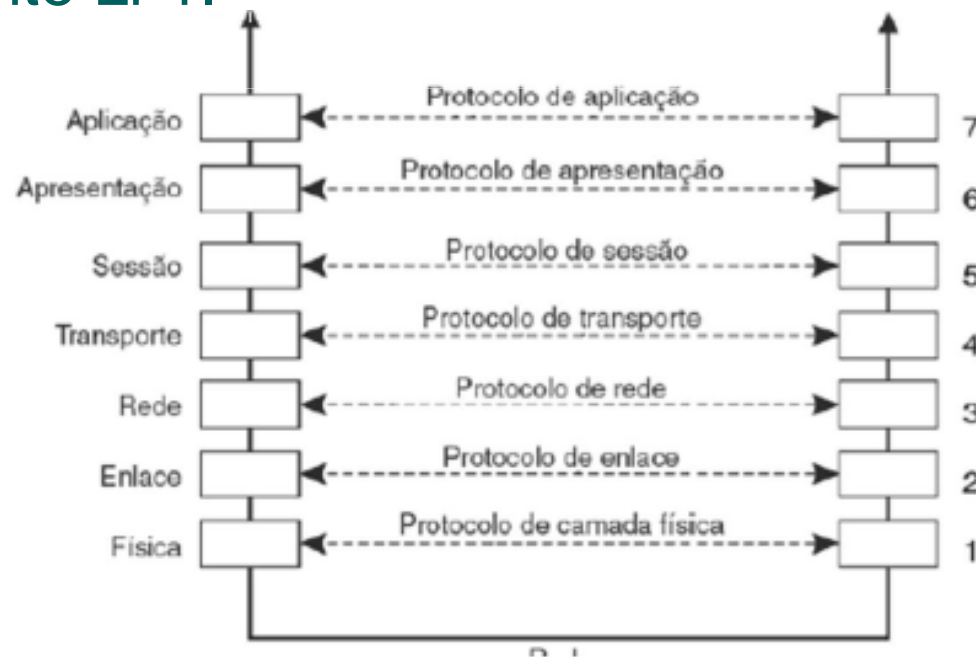 Protocolo de aplicação
Aplicação 7
Protocolo de apresentação
Apresentação 6
Protocolo de sessão
Sessão 5
Protocolo de transporte
Transporte 4
Protocolo de rede
Rede 3
Protocolo de enlace
Enlace 2
Protocolo de camada física
Física 1